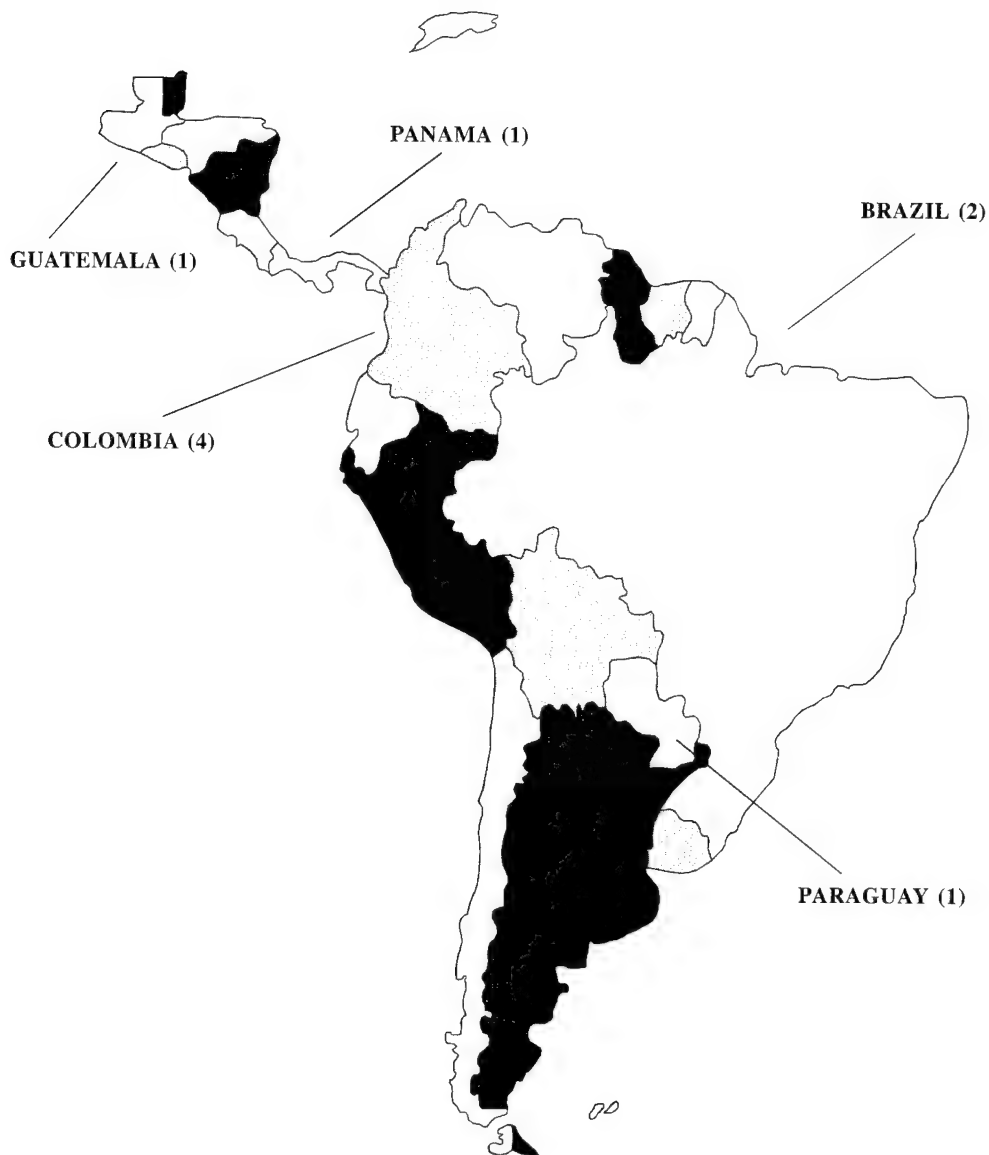 PANAMA (1)
BRAZIL (2)
GUATEMALA (1)
COLOMBIA (4)
PARAGUAY (1)